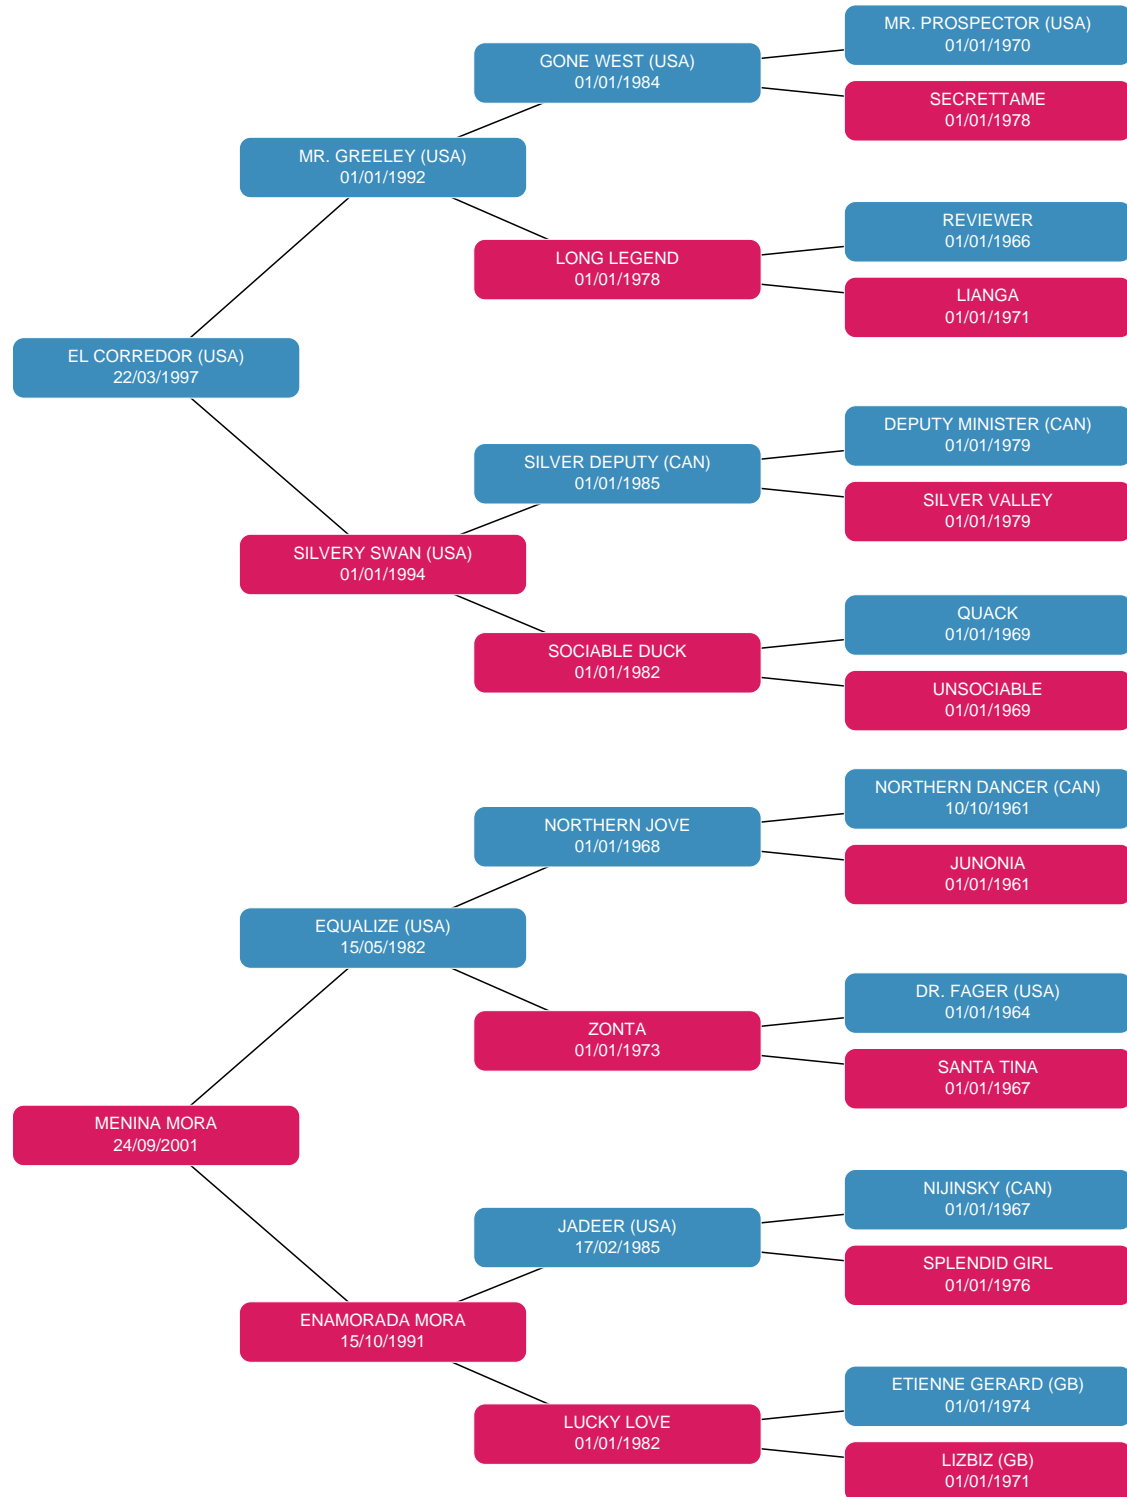 MR. PROSPECTOR (USA)
01/01/1970
GONE WEST (USA)
01/01/1984
SECRETTAME
01/01/1978
MR. GREELEY (USA)
01/01/1992
REVIEWER
01/01/1966
LONG LEGEND
01/01/1978
LIANGA
01/01/1971
EL CORREDOR (USA)
22/03/1997
DEPUTY MINISTER (CAN)
01/01/1979
SILVER DEPUTY (CAN)
01/01/1985
SILVER VALLEY
01/01/1979
SILVERY SWAN (USA)
01/01/1994
QUACK
01/01/1969
SOCIABLE DUCK
01/01/1982
UNSOCIABLE
01/01/1969
NORTHERN DANCER (CAN)
10/10/1961
NORTHERN JOVE
01/01/1968
JUNONIA
01/01/1961
EQUALIZE (USA)
15/05/1982
DR. FAGER (USA)
01/01/1964
ZONTA
01/01/1973
SANTA TINA
01/01/1967
MENINA MORA
24/09/2001
NIJINSKY (CAN)
01/01/1967
JADEER (USA)
17/02/1985
SPLENDID GIRL
01/01/1976
ENAMORADA MORA
15/10/1991
ETIENNE GERARD (GB)
01/01/1974
LUCKY LOVE
01/01/1982
LIZBIZ (GB)
01/01/1971